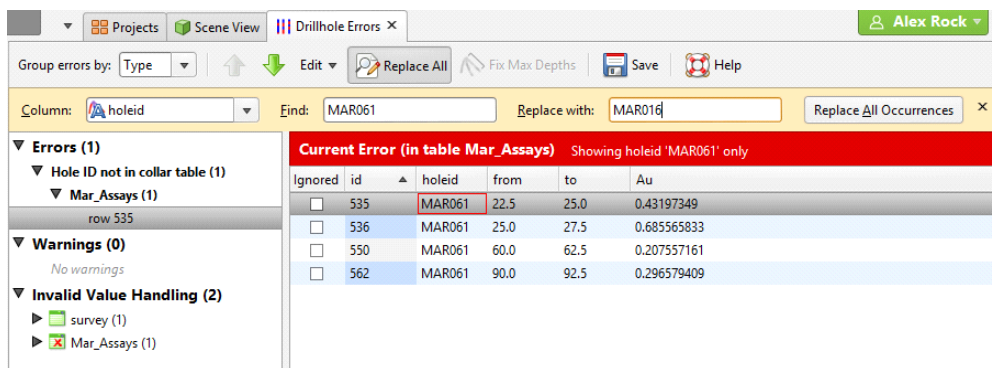 Projects Scene View Drillhole Errors × Alex Rock
Group errors by: Type Edit Replace All Fix Max Depths Save Help
Column: holeid Find: MAR061 Replace with: MAR016 Replace All Occurrences ×
Errors (1)
Hole ID not in collar table (1)
Mar_Assays (1)
row 535
Warnings (0)
No warnings
Invalid Value Handling (2)
survey (1)
Mar_Assays (1)
Current Error (in table Mar_Assays) Showing holeid 'MAR061' only
Ignored id holeid from to Au
535 MAR061 22.5 25.0 0.43197349
536 MAR061 25.0 27.5 0.685565833
550 MAR061 60.0 62.5 0.207557161
562 MAR061 90.0 92.5 0.296579409